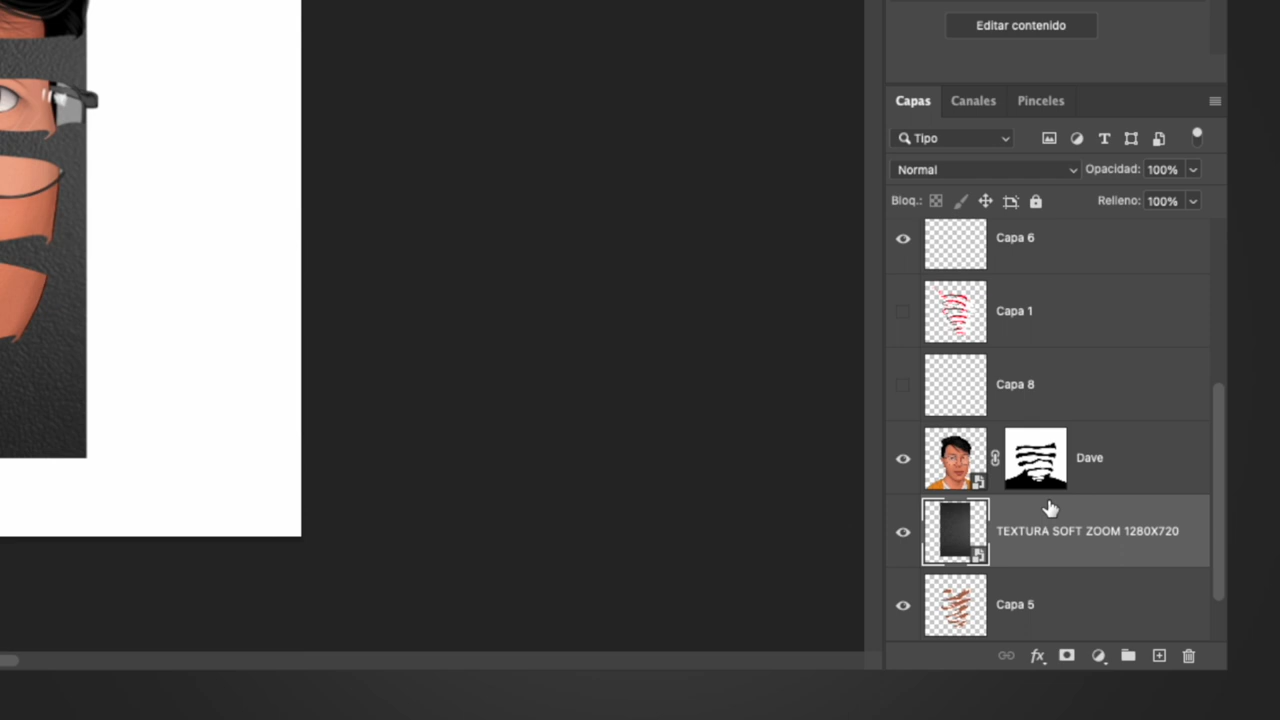 Editar contenido
Capas Canales Pinceles
Tipo
Normal Opacidad: 100%
Bloq.: Relleno: 100%
Capa 6
Capa 1
Capa 8
Dave
TEXTURA SOFT ZOOM 1280X720
Capa 5
fx